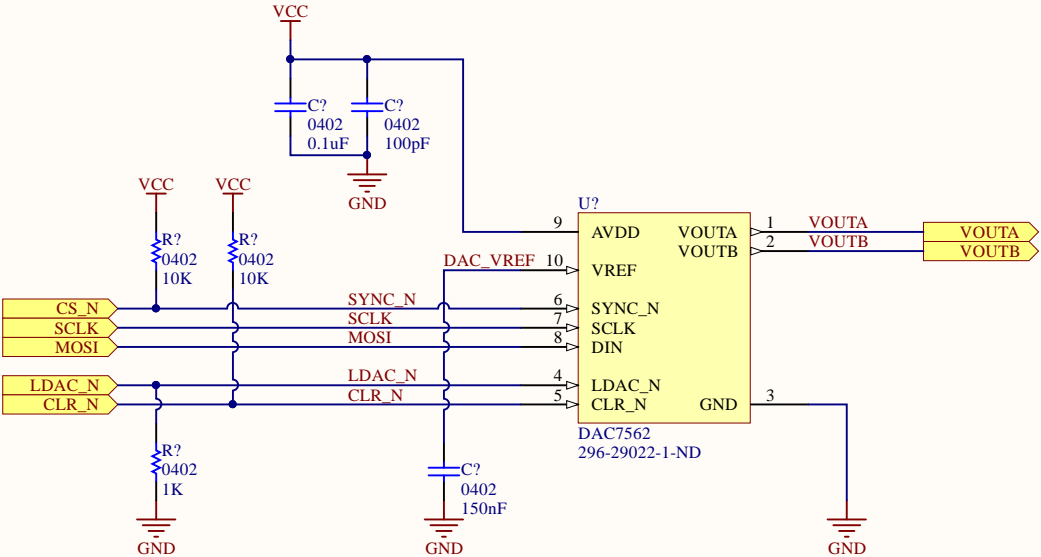 VCC
C?
0402
0.1uF
C?
0402
100pF
GND
VCC
VCC
R?
0402
10K
R?
0402
10K
U?
9
AVDD
DAC_VREF
10
VREF
CS_N
SYNC_N
6
SYNC_N
SCLK
SCLK
7
SCLK
MOSI
MOSI
8
DIN
LDAC_N
LDAC_N
4
LDAC_N
CLR_N
CLR_N
5
CLR_N
VOUTA
1
VOUTA
VOUTA
VOUTB
2
VOUTB
VOUTB
GND
3
DAC7562
296-29022-1-ND
R?
0402
1K
GND
C?
0402
150nF
GND
GND